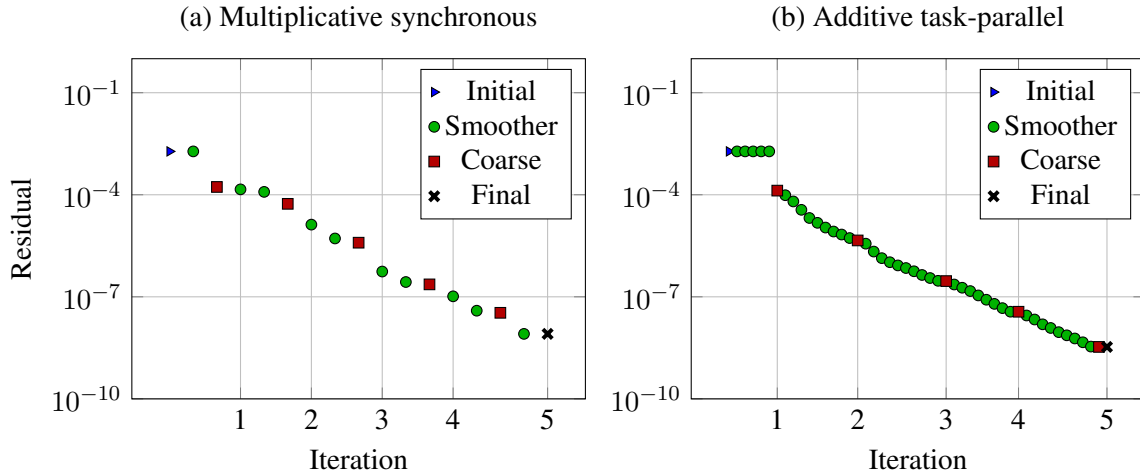 (a) Multiplicative synchronous
(b) Additive task-parallel
Residual
10⁻¹
10⁻⁴
10⁻⁷
10⁻¹⁰
Initial
Smoother
Coarse
Final
1 2 3 4 5
Iteration
10⁻¹
10⁻⁴
10⁻⁷
10⁻¹⁰
Initial
Smoother
Coarse
Final
1 2 3 4 5
Iteration